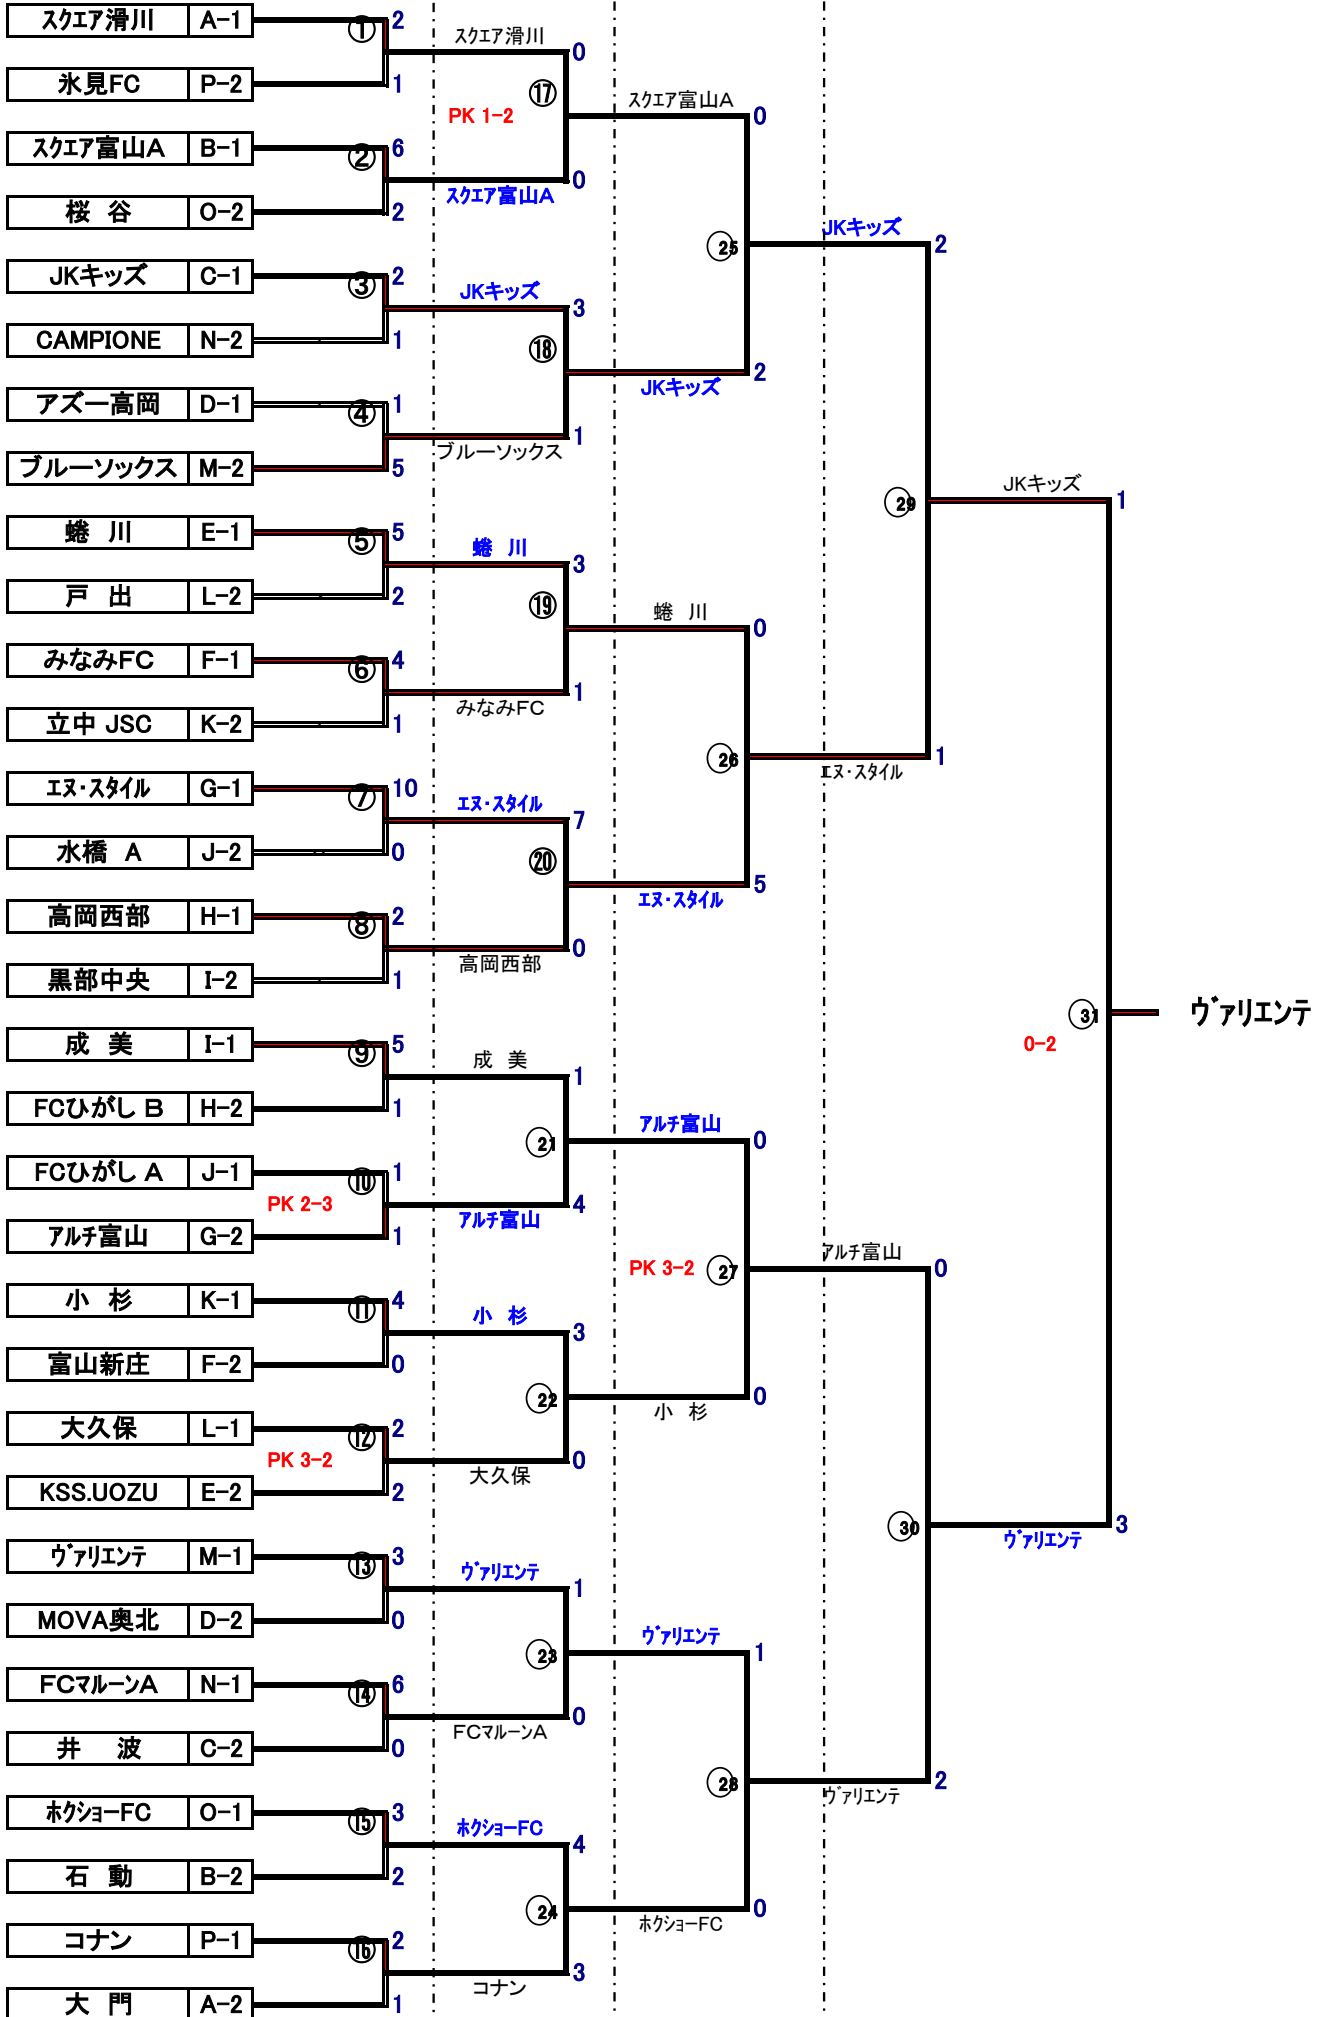 スクエア滑川 A-1 ① 2
スクエア滑川 0
氷見FC P-2 1
⑰
PK 1-2
スクエア富山A 0
スクエア富山A B-1 ② 6
スクエア富山A 0
桜 谷 O-2 2
㉕
JKキッズ 2
JKキッズ C-1 ③ 2
JKキッズ 3
CAMPIONE N-2 1
⑱
JKキッズ 2
アズー高岡 D-1 ④ 1
ブルーソックス 1
ブルーソックス M-2 5
㉙
JKキッズ 1
蜷 川 E-1 ⑤ 5
蜷 川 3
戸 出 L-2 2
⑲
蜷 川 0
みなみFC F-1 ⑥ 4
みなみFC 1
立中 JSC K-2 1
㉖
エヌ・スタイル 1
エヌ・スタイル G-1 ⑦ 10
エヌ・スタイル 7
水橋 A J-2 0
⑳
エヌ・スタイル 5
高岡西部 H-1 ⑧ 2
高岡西部 0
黒部中央 I-2 1
㉛
0-2
ヴァリエンテ
成 美 I-1 ⑨ 5
成 美 1
FCひがし B H-2 1
㉑
アルチ富山 0
FCひがし A J-1 ⑩ 1
PK 2-3
アルチ富山 4
アルチ富山 G-2 1
PK 3-2
㉗
アルチ富山 0
小 杉 K-1 ⑪ 4
小 杉 3
富山新庄 F-2 0
㉒
小 杉 0
大久保 L-1 ⑫ 2
PK 3-2
大久保 0
KSS.UOZU E-2 2
㉚
ヴァリエンテ 3
ヴァリエンテ M-1 ⑬ 3
ヴァリエンテ 1
MOVA奥北 D-2 0
㉓
ヴァリエンテ 1
FCマルーンA N-1 ⑭ 6
FCマルーンA 0
井 波 C-2 0
㉘
ヴァリエンテ 2
ホクショーFC O-1 ⑮ 3
ホクショーFC 4
石 動 B-2 2
㉔
ホクショーFC 0
コナン P-1 ⑯ 2
コナン 3
大 門 A-2 1